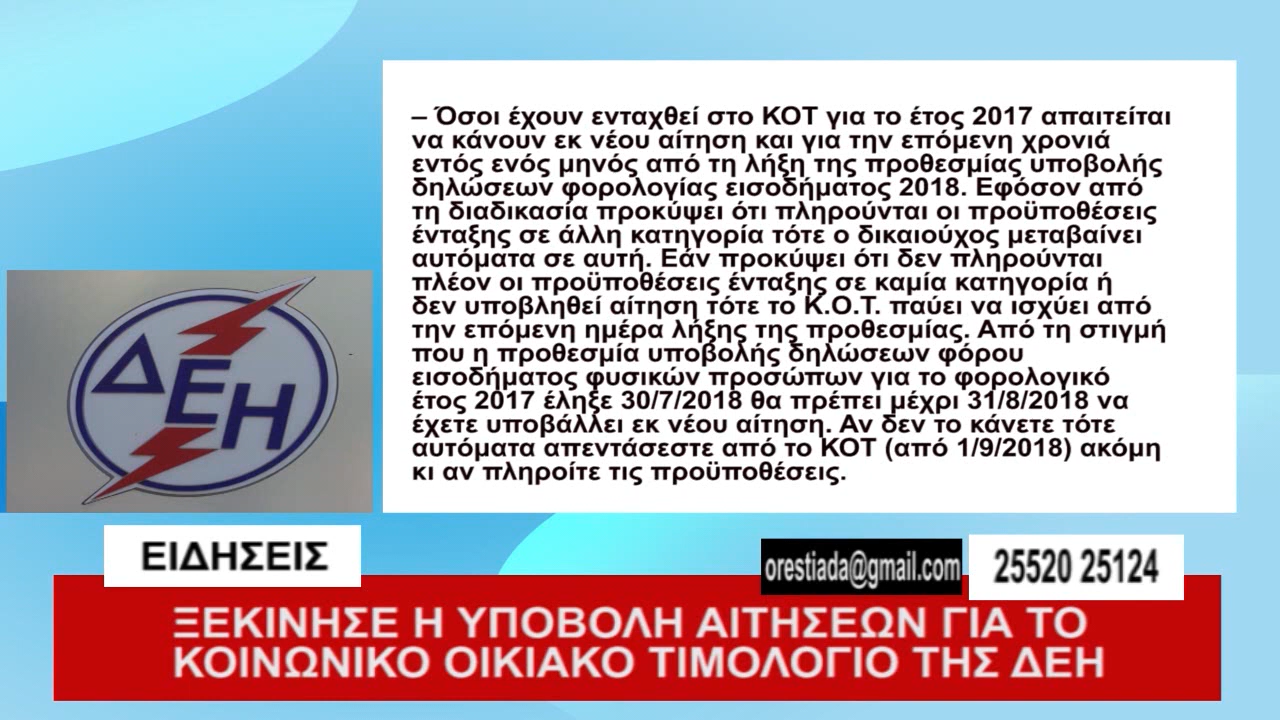 – Όσοι έχουν ενταχθεί στο ΚΟΤ για το έτος 2017 απαιτείται
να κάνουν εκ νέου αίτηση και για την επόμενη χρονιά
εντός ενός μηνός από τη λήξη της προθεσμίας υποβολής
δηλώσεων φορολογίας εισοδήματος 2018. Εφόσον από
τη διαδικασία προκύψει ότι πληρούνται οι προϋποθέσεις
ένταξης σε άλλη κατηγορία τότε ο δικαιούχος μεταβαίνει
αυτόματα σε αυτή. Εάν προκύψει ότι δεν πληρούνται
πλέον οι προϋποθέσεις ένταξης σε καμία κατηγορία ή
δεν υποβληθεί αίτηση τότε το Κ.Ο.Τ. παύει να ισχύει από
την επόμενη ημέρα λήξης της προθεσμίας. Από τη στιγμή
που η προθεσμία υποβολής δηλώσεων φόρου
εισοδήματος φυσικών προσώπων για το φορολογικό
έτος 2017 έληξε 30/7/2018 θα πρέπει μέχρι 31/8/2018 να
έχετε υποβάλλει εκ νέου αίτηση. Αν δεν το κάνετε τότε
αυτόματα απεντάσεστε από το ΚΟΤ (από 1/9/2018) ακόμη
κι αν πληροίτε τις προϋποθέσεις.
ΔΕΗ
ΕΙΔΗΣΕΙΣ
orestiada@gmail.com
25520 25124
ΞΕΚΙΝΗΣΕ Η ΥΠΟΒΟΛΗ ΑΙΤΗΣΕΩΝ ΓΙΑ ΤΟ
ΚΟΙΝΩΝΙΚΟ ΟΙΚΙΑΚΟ ΤΙΜΟΛΟΓΙΟ ΤΗΣ ΔΕΗ